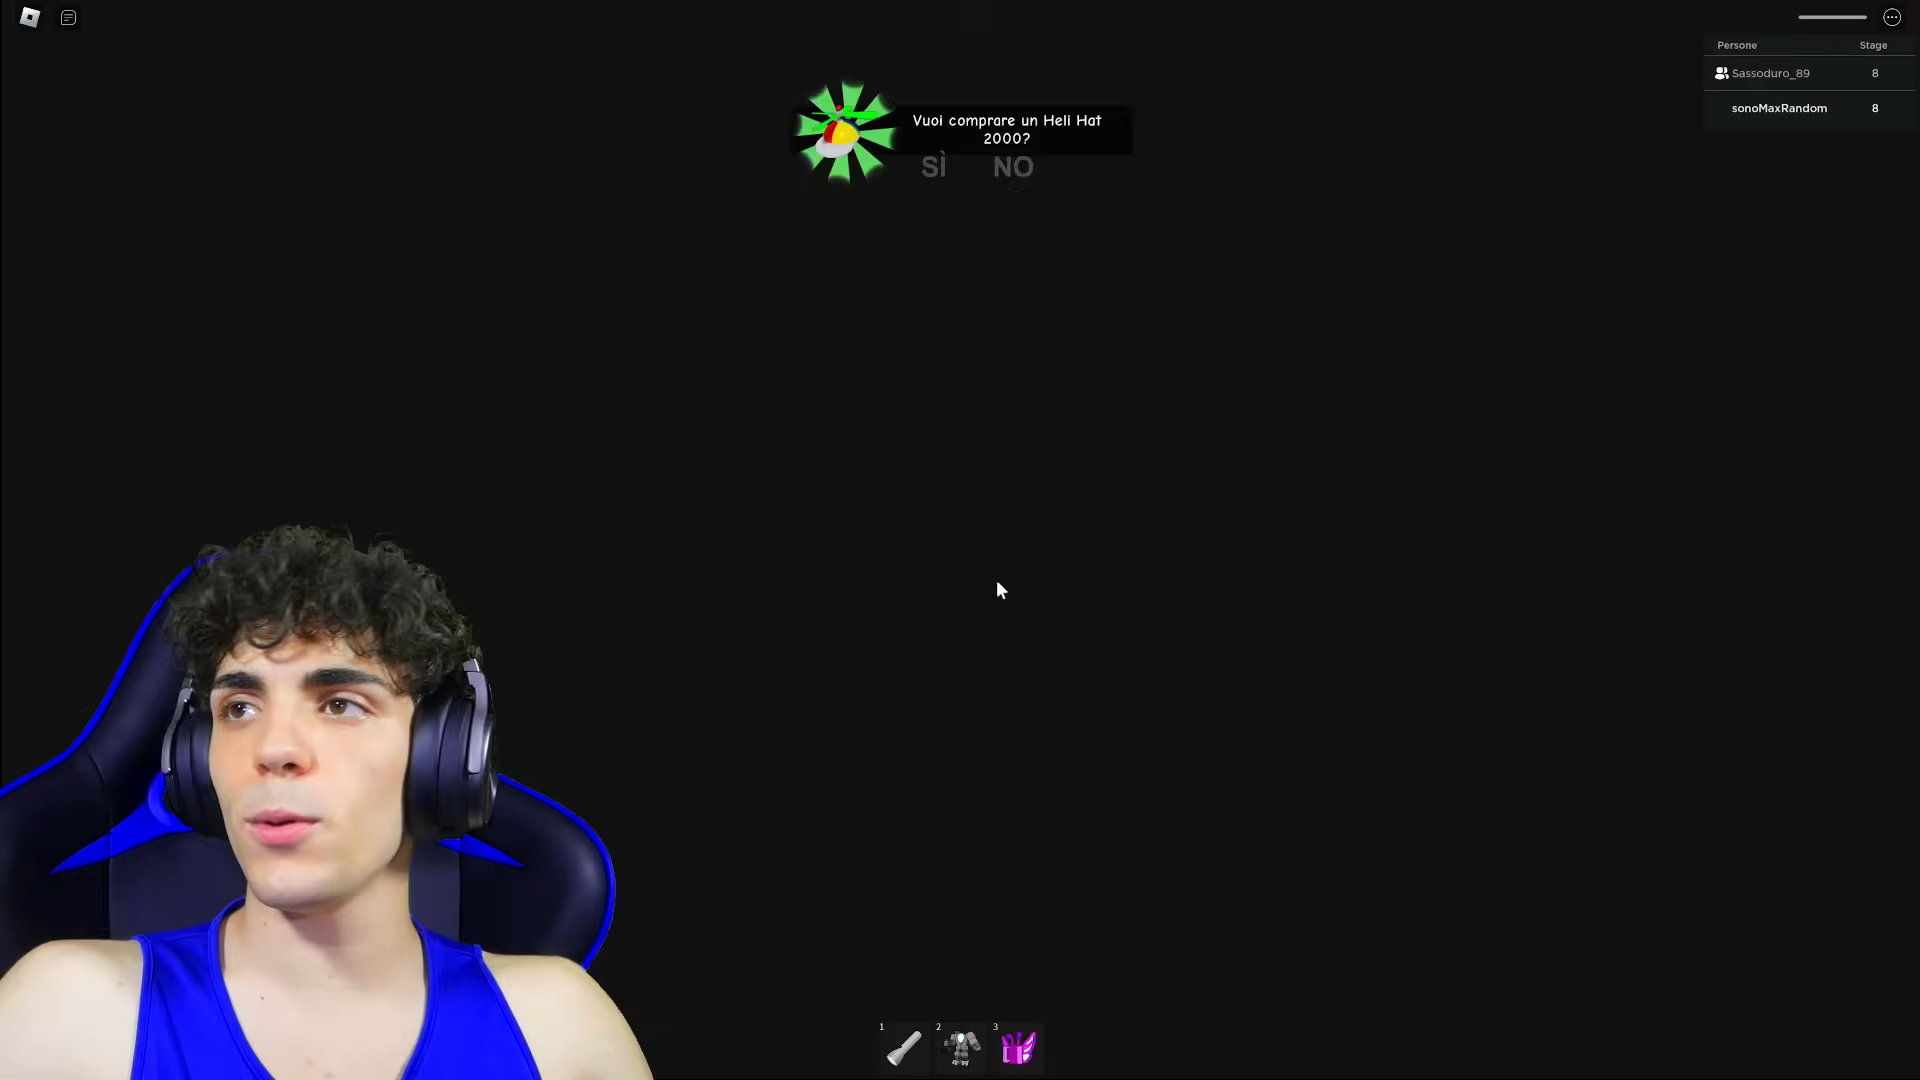 Persone Stage
Sassoduro_89 8
sonoMaxRandom 8
Vuoi comprare un Heli Hat
2000?
SÌ NO
1 2 3